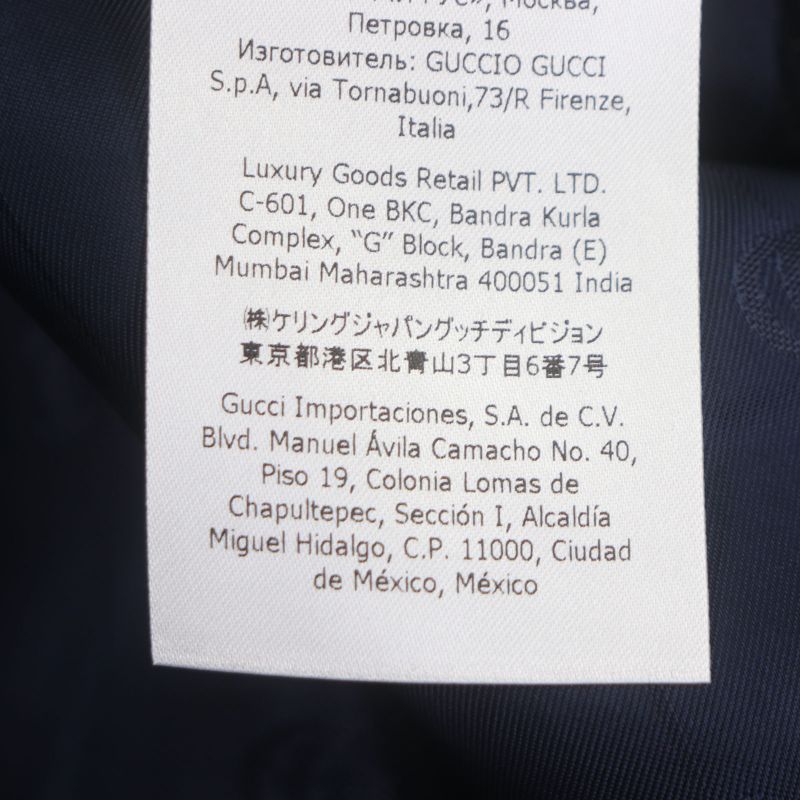 Москва,
Петровка, 16
Изготовитель: GUCCIO GUCCI
S.p.A, via Tornabuoni,73/R Firenze,
Italia
Luxury Goods Retail PVT. LTD.
C-601, One BKC, Bandra Kurla
Complex, “G” Block, Bandra (E)
Mumbai Maharashtra 400051 India
㈱ケリングジャパングッチディビジョン
東京都港区北青山3丁目6番7号
Gucci Importaciones, S.A. de C.V.
Blvd. Manuel Ávila Camacho No. 40,
Piso 19, Colonia Lomas de
Chapultepec, Sección I, Alcaldía
Miguel Hidalgo, C.P. 11000, Ciudad
de México, México